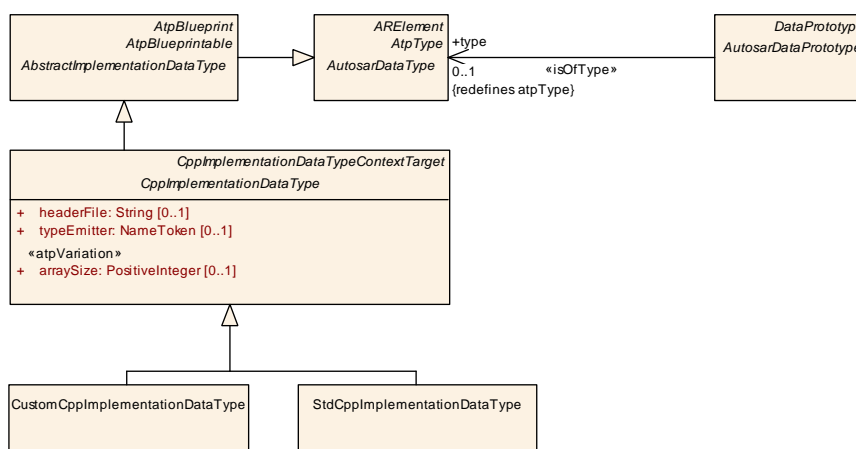 AtpBlueprint
AtpBlueprintable
AbstractImplementationDataType
ARElement
AtpType
AutosarDataType
+type
0..1
{redefines atpType}
«isOfType»
DataPrototype
AutosarDataPrototype
CppImplementationDataTypeContextTarget
CppImplementationDataType
+ headerFile: String [0..1]
+ typeEmitter: NameToken [0..1]
«atpVariation»
+ arraySize: PositiveInteger [0..1]
CustomCppImplementationDataType
StdCppImplementationDataType